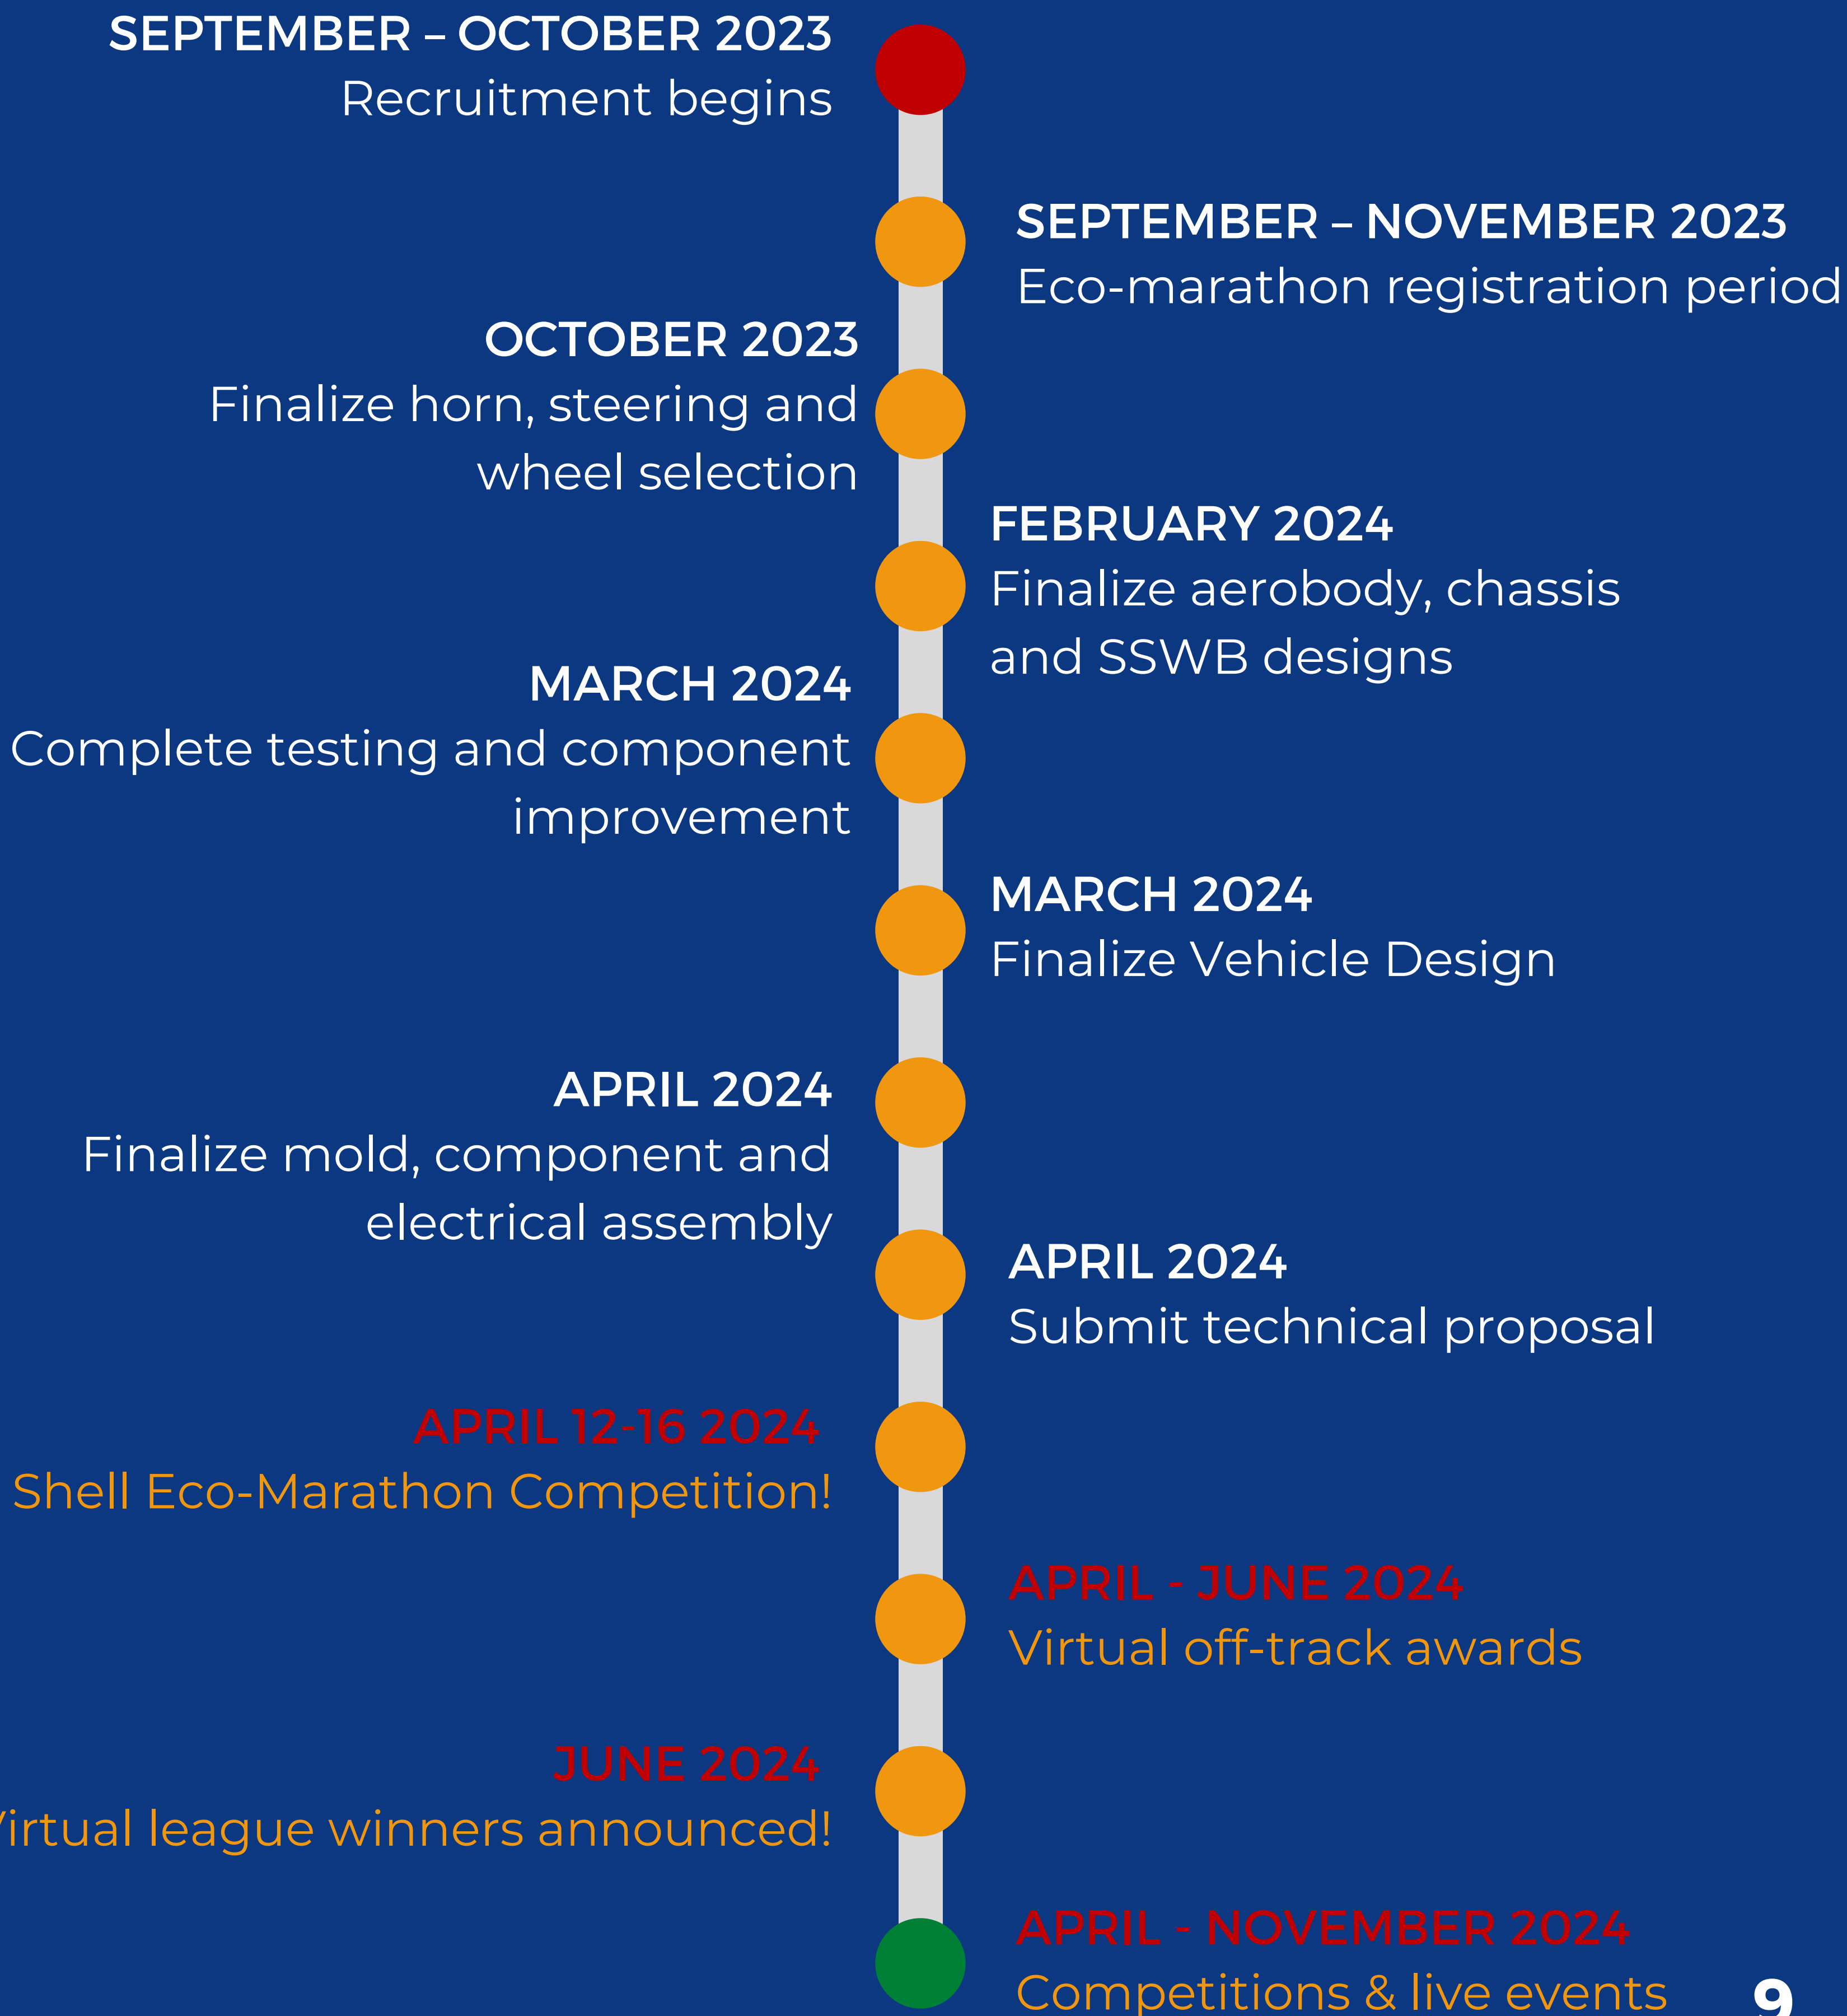 SEPTEMBER – OCTOBER 2023
Recruitment begins
SEPTEMBER – NOVEMBER 2023
Eco-marathon registration period
OCTOBER 2023
Finalize horn, steering and
wheel selection
FEBRUARY 2024
Finalize aerobody, chassis
and SSWB designs
MARCH 2024
Complete testing and component
improvement
MARCH 2024
Finalize Vehicle Design
APRIL 2024
Finalize mold, component and
electrical assembly
APRIL 2024
Submit technical proposal
APRIL 12-16 2024
Shell Eco-Marathon Competition!
APRIL - JUNE 2024
Virtual off-track awards
JUNE 2024
Virtual league winners announced!
APRIL - NOVEMBER 2024
Competitions & live events
9